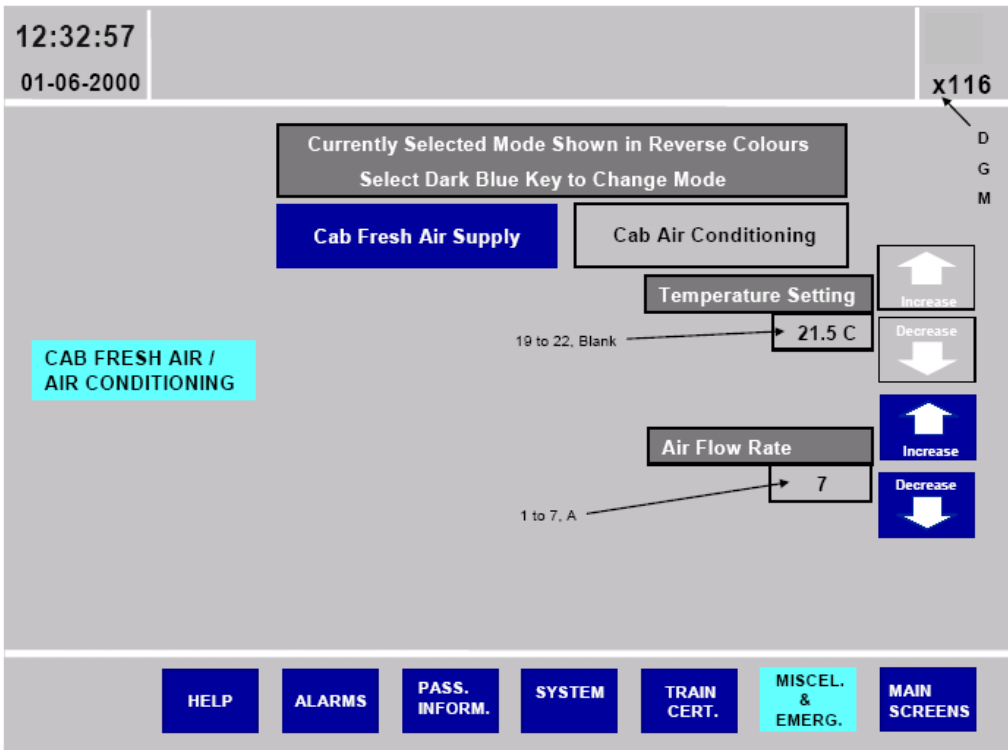 12:32:57
01-06-2000
x116
D
G
M
Currently Selected Mode Shown in Reverse Colours
Select Dark Blue Key to Change Mode
Cab Fresh Air Supply
Cab Air Conditioning
Increase
Temperature Setting
19 to 22, Blank
21.5 C
Decrease
CAB FRESH AIR /
AIR CONDITIONING
Increase
Air Flow Rate
7
Decrease
1 to 7, A
HELP
ALARMS
PASS.
INFORM.
SYSTEM
TRAIN
CERT.
MISCEL.
&
EMERG.
MAIN
SCREENS